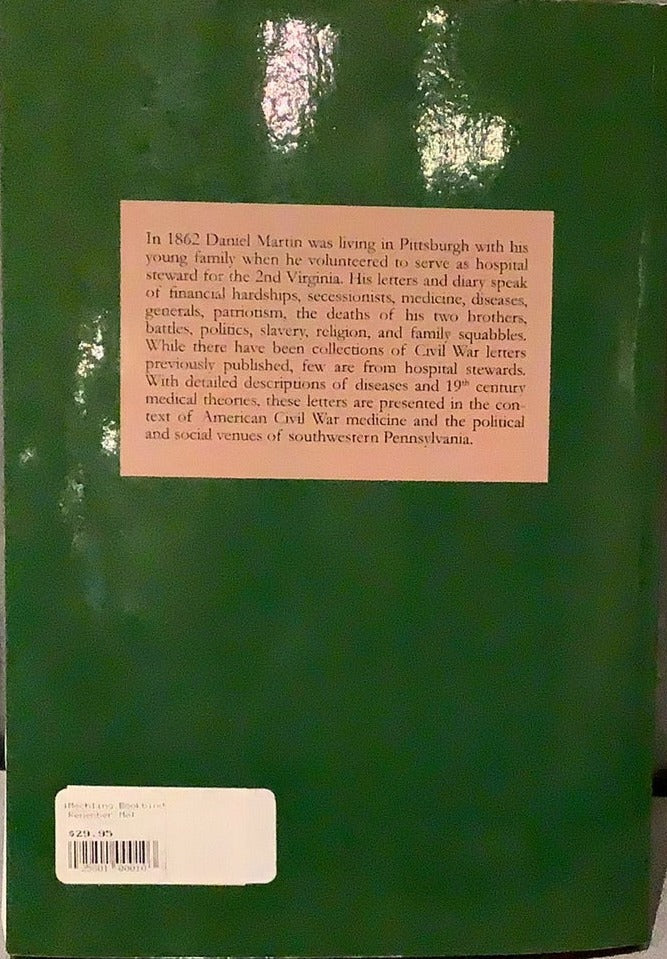 In 1862 Daniel Martin was living in Pittsburgh with his
young family when he volunteered to serve as hospital
steward for the 2nd Virginia. His letters and diary speak
of financial hardships, secessionists, medicine, diseases,
generals, patriotism, the deaths of his two brothers,
battles, politics, slavery, religion, and family squabbles.
While there have been collections of Civil War letters
previously published, few are from hospital stewards.
With detailed descriptions of diseases and 19th century
medical theories, these letters are presented in the con-
text of American Civil War medicine and the political
and social venues of southwestern Pennsylvania.
Mechling Bookbind
Remember Me
$29.95